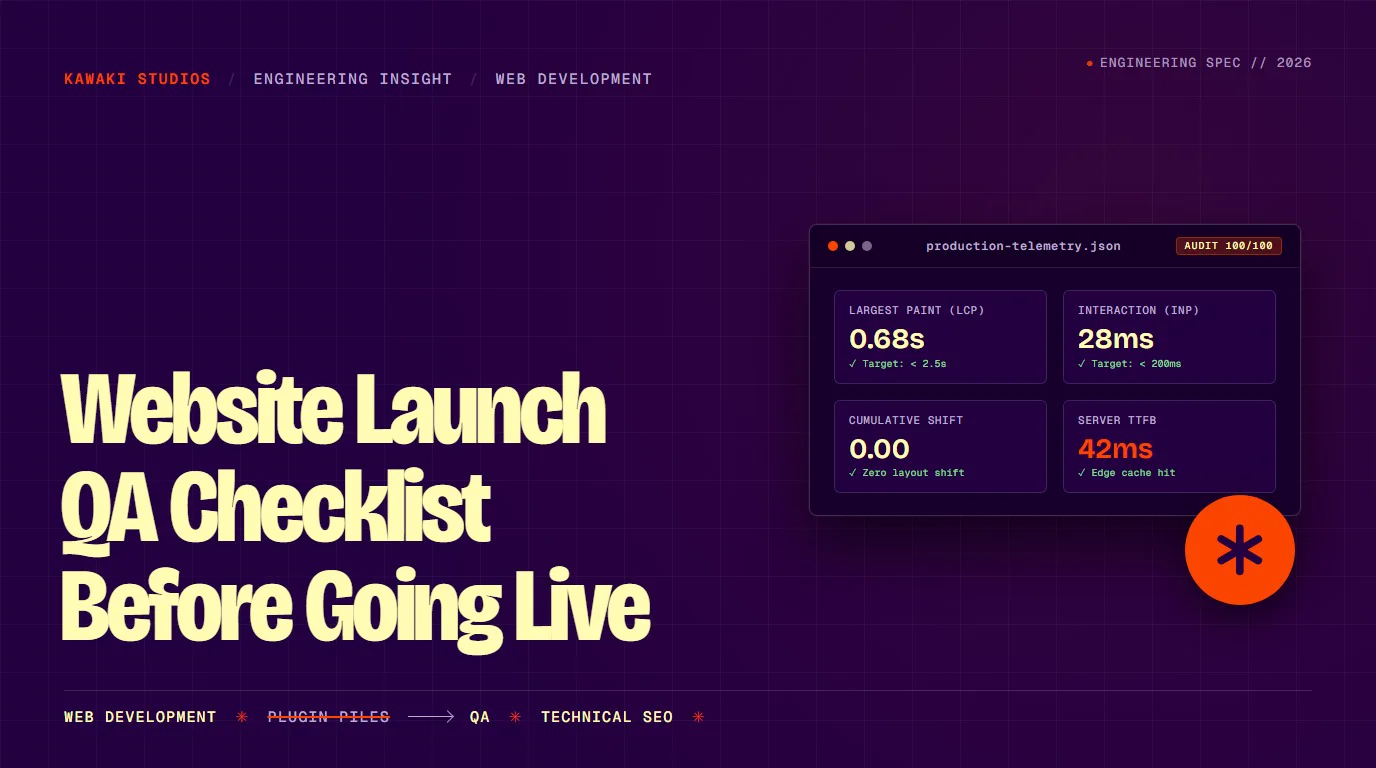 KAWAKI STUDIOS / ENGINEERING INSIGHT / WEB DEVELOPMENT
● ENGINEERING SPEC // 2026
production-telemetry.json
AUDIT 100/100
LARGEST PAINT (LCP)
0.68s
✓ Target: < 2.5s
INTERACTION (INP)
28ms
✓ Target: < 200ms
CUMULATIVE SHIFT
0.00
✓ Zero layout shift
SERVER TTFB
42ms
✓ Edge cache hit
Website Launch
QA Checklist
Before Going Live
WEB DEVELOPMENT ✳ PLUGIN PILES → QA ✳ TECHNICAL SEO ✳